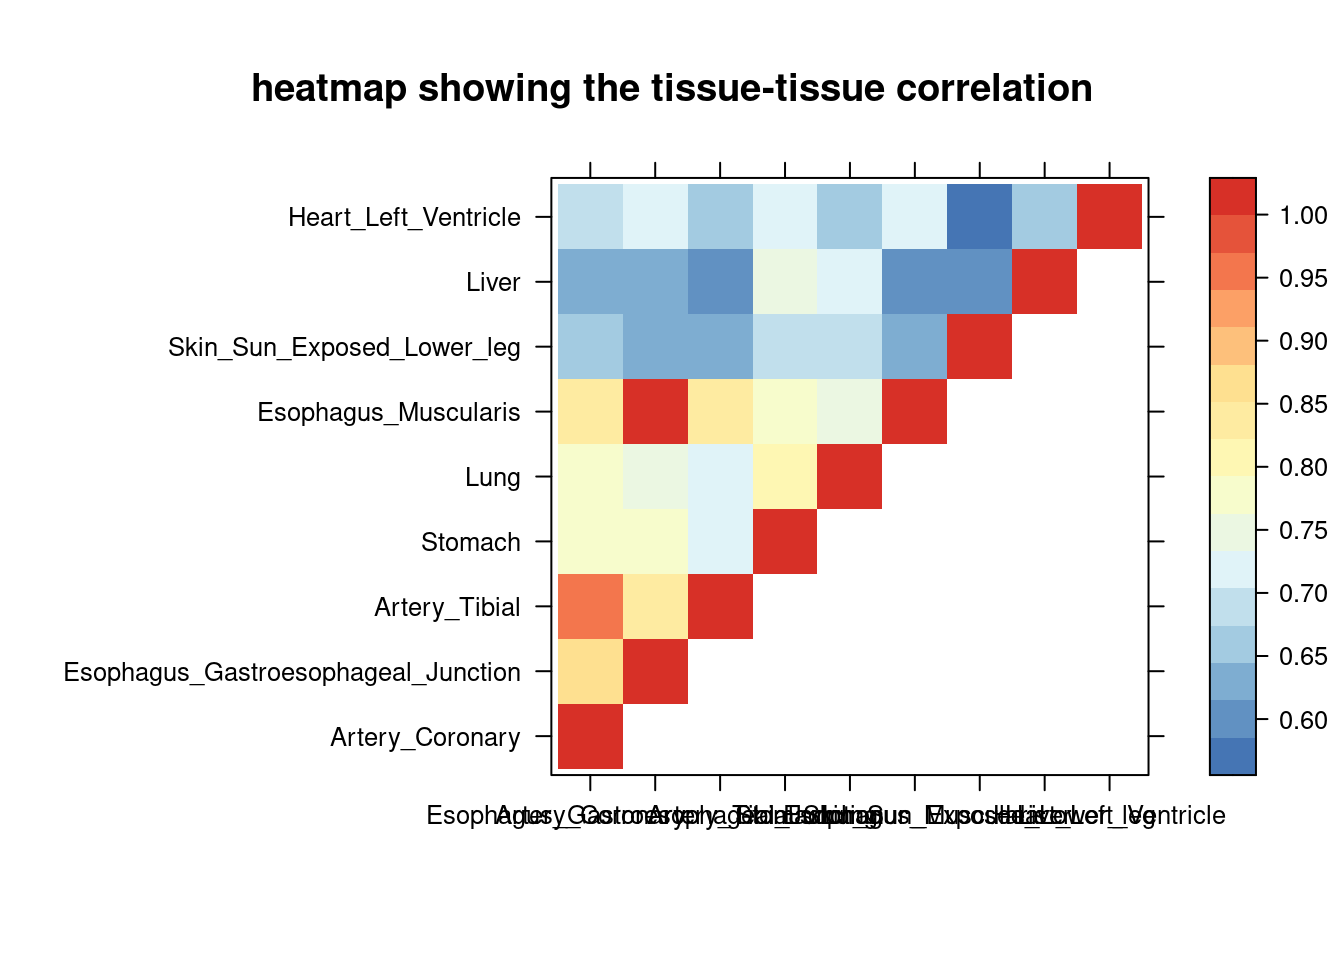 heatmap showing the tissue-tissue correlation
Heart_Left_Ventricle
Liver
Skin_Sun_Exposed_Lower_leg
Esophagus_Muscularis
Lung
Stomach
Artery_Tibial
Esophagus_Gastroesophageal_Junction
Artery_Coronary
1.00
0.95
0.90
0.85
0.80
0.75
0.70
0.65
0.60